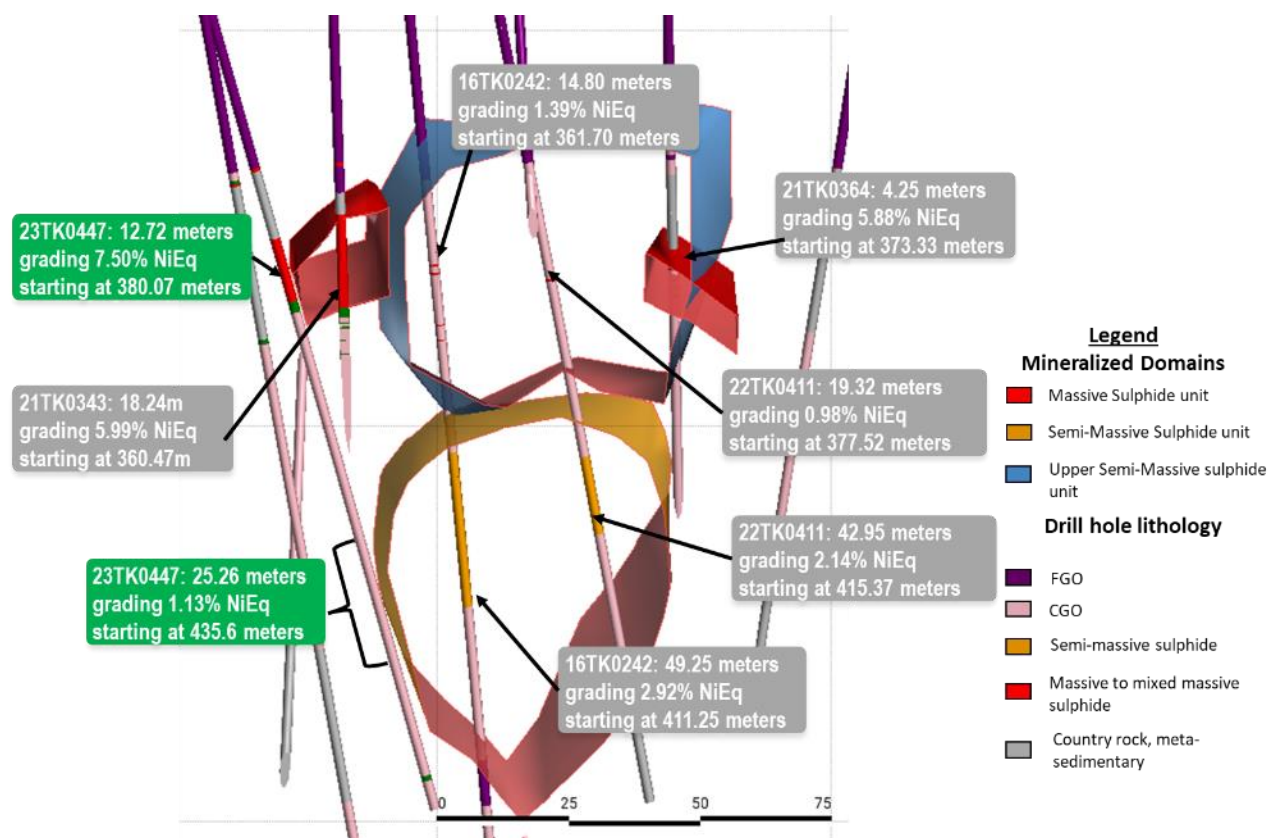 16TK0242: 14.80 meters
grading 1.39% NiEq
starting at 361.70 meters
21TK0364: 4.25 meters
grading 5.88% NiEq
starting at 373.33 meters
23TK0447: 12.72 meters
grading 7.50% NiEq
starting at 380.07 meters
21TK0343: 18.24m
grading 5.99% NiEq
starting at 360.47m
22TK0411: 19.32 meters
grading 0.98% NiEq
starting at 377.52 meters
22TK0411: 42.95 meters
grading 2.14% NiEq
starting at 415.37 meters
23TK0447: 25.26 meters
grading 1.13% NiEq
starting at 435.6 meters
16TK0242: 49.25 meters
grading 2.92% NiEq
starting at 411.25 meters
0 25 50 75
Legend
Mineralized Domains
Massive Sulphide unit
Semi-Massive Sulphide unit
Upper Semi-Massive sulphide
unit
Drill hole lithology
FGO
CGO
Semi-massive sulphide
Massive to mixed massive
sulphide
Country rock, meta-
sedimentary